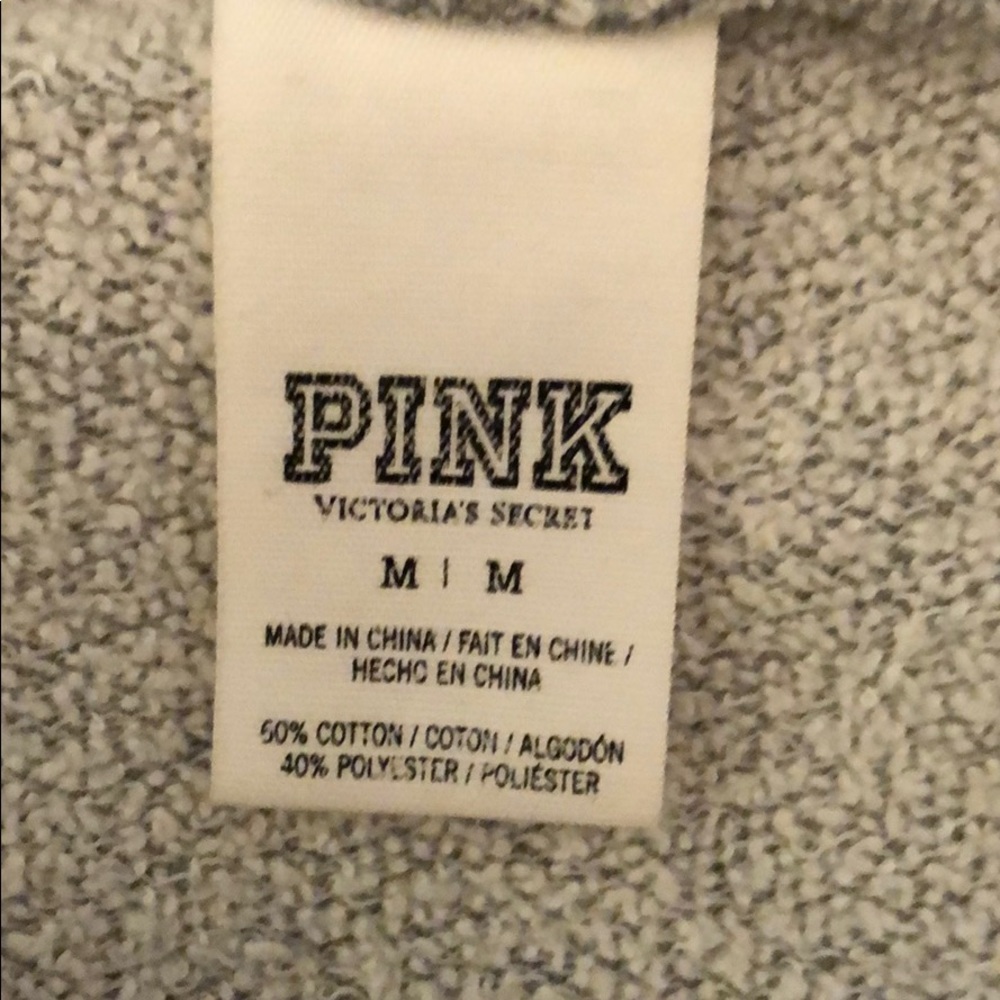 PINK
VICTORIA'S SECRET
M | M
MADE IN CHINA / FAIT EN CHINE /
HECHO EN CHINA
60% COTTON / COTON / ALGODÓN
40% POLYESTER / POLIÉSTER